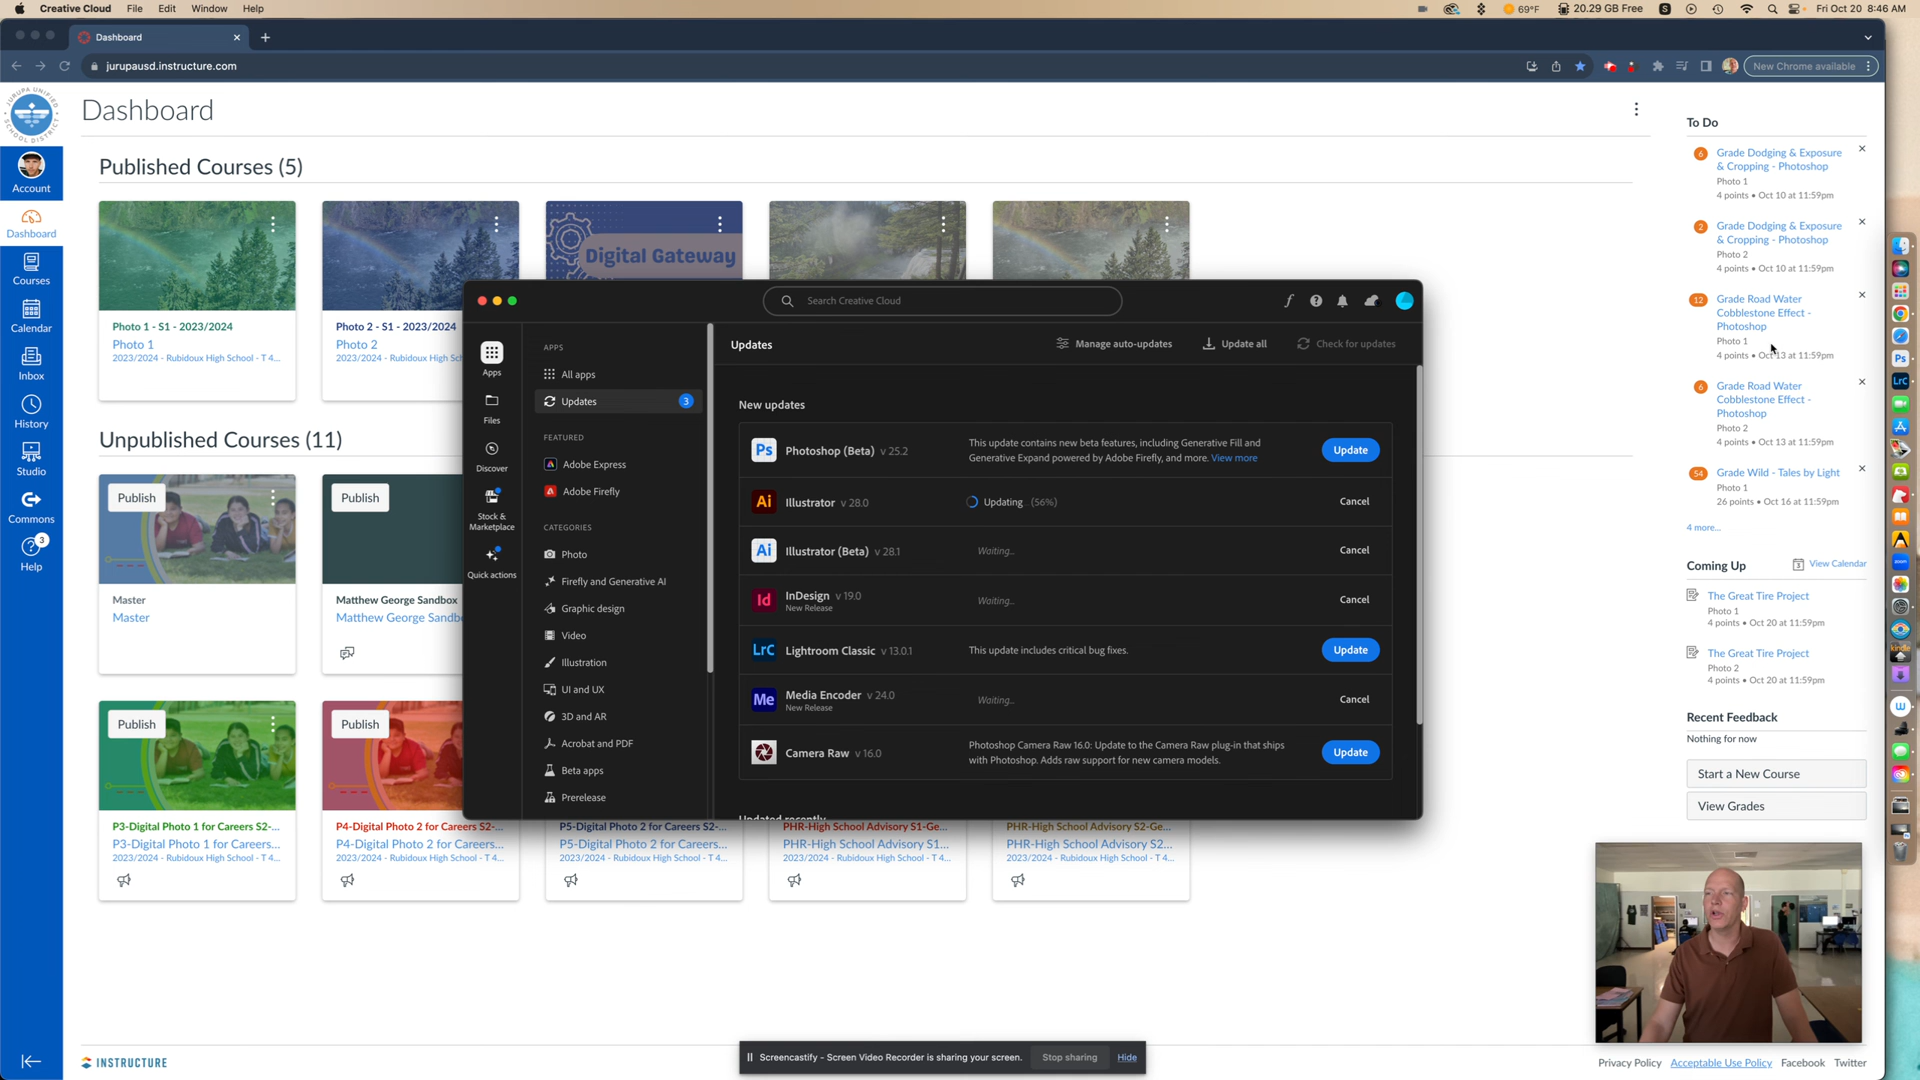 Creative Cloud File Edit Window Help
69°F 20.29 GB Free Fri Oct 20 8:46 AM
Dashboard
jurupausd.instructure.com
New Chrome available
Dashboard
Published Courses (5)
Digital Gateway
Photo 1 - S1 - 2023/2024
Photo 1
2023/2024 - Rubidoux High School - T 4...
Photo 2 - S1 - 2023/2024
Photo 2
2023/2024 - Rubidoux High Scl
Account
Dashboard
Courses
Calendar
Inbox
History
Studio
Commons
3
Help
Unpublished Courses (11)
Publish
Master
Master
Publish
Matthew George Sandbox
Matthew George Sandb
Publish
P3-Digital Photo 1 for Careers S2-...
P3-Digital Photo 1 for Careers...
2023/2024 - Rubidoux High School - T 4...
Publish
P4-Digital Photo 2 for Careers S2-...
P4-Digital Photo 2 for Careers...
2023/2024 - Rubidoux High School - T 4...
P5-Digital Photo 2 for Careers S2-...
P5-Digital Photo 2 for Careers...
2023/2024 - Rubidoux High School - T 4...
PHR-High School Advisory S1-Ge...
PHR-High School Advisory S1...
2023/2024 - Rubidoux High School - T 4...
PHR-High School Advisory S2-Ge...
PHR-High School Advisory S2...
2023/2024 - Rubidoux High School - T 4...
Search Creative Cloud
Apps
Files
Discover
Stock &
Marketplace
Quick actions
APPS
All apps
Updates 3
FEATURED
Adobe Express
Adobe Firefly
CATEGORIES
Photo
Firefly and Generative AI
Graphic design
Video
Illustration
UI and UX
3D and AR
Acrobat and PDF
Beta apps
Prerelease
Updates
Manage auto-updates Update all Check for updates
New updates
Ps Photoshop (Beta) v 25.2
This update contains new beta features, including Generative Fill and
Generative Expand powered by Adobe Firefly, and more. View more
Update
Ai Illustrator v 28.0 Updating (56%) Cancel
Ai Illustrator (Beta) v 28.1 Waiting... Cancel
Id InDesign v 19.0
New Release
Waiting... Cancel
LrC Lightroom Classic v 13.0.1 This update includes critical bug fixes. Update
Me Media Encoder v 24.0
New Release
Waiting... Cancel
Camera Raw v 16.0
Photoshop Camera Raw 16.0: Update to the Camera Raw plug-in that ships
with Photoshop. Adds raw support for new camera models.
Update
Updated recently
To Do
6 Grade Dodging & Exposure
& Cropping - Photoshop
Photo 1
4 points • Oct 10 at 11:59pm
2 Grade Dodging & Exposure
& Cropping - Photoshop
Photo 2
4 points • Oct 10 at 11:59pm
12 Grade Road Water
Cobblestone Effect -
Photoshop
Photo 1
4 points • Oct 13 at 11:59pm
6 Grade Road Water
Cobblestone Effect -
Photoshop
Photo 2
4 points • Oct 13 at 11:59pm
54 Grade Wild - Tales by Light
Photo 1
26 points • Oct 16 at 11:59pm
4 more...
Coming Up View Calendar
The Great Tire Project
Photo 1
4 points • Oct 20 at 11:59pm
The Great Tire Project
Photo 2
4 points • Oct 20 at 11:59pm
Recent Feedback
Nothing for now
Start a New Course
View Grades
INSTRUCTURE
Screencastify - Screen Video Recorder is sharing your screen. Stop sharing Hide
Privacy Policy Acceptable Use Policy Facebook Twitter